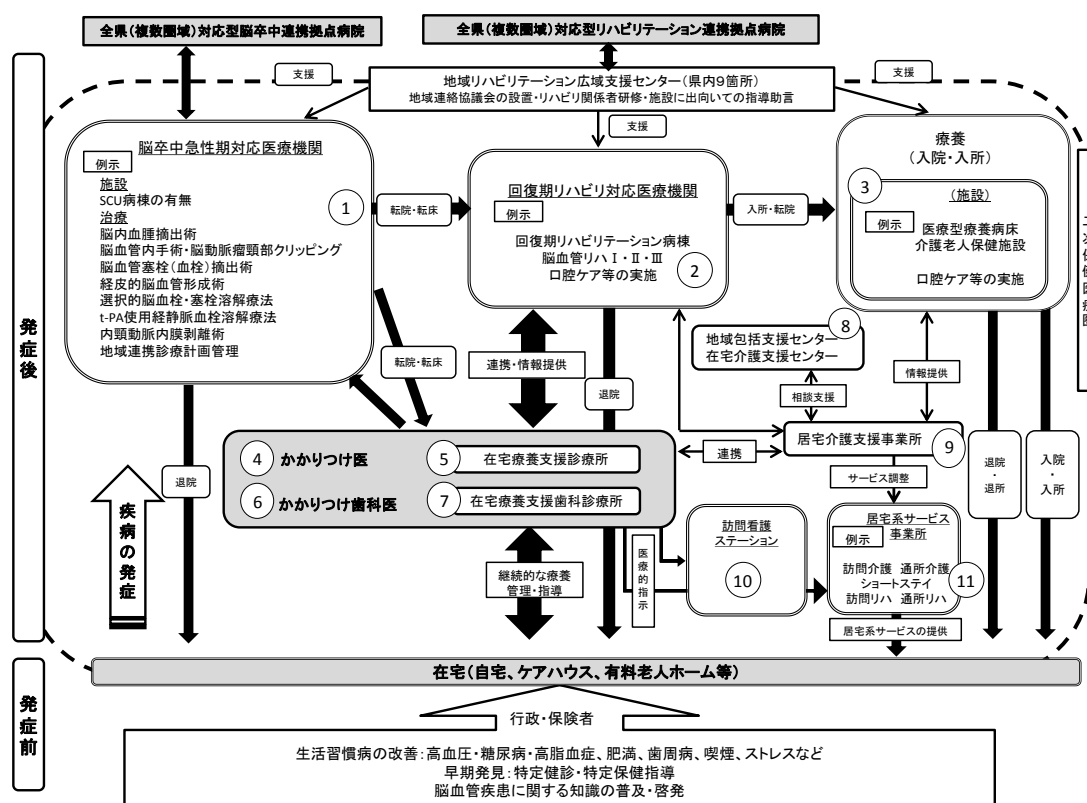 全県(複数圏域)対応型脳卒中連携拠点病院
全県(複数圏域)対応型リハビリテーション連携拠点病院
支援
地域リハビリテーション広域支援センター(県内9箇所)
地域連絡協議会の設置・リハビリ関係者研修・施設に出向いての指導助言
支援
支援
発症後
脳卒中急性期対応医療機関
例示
施設
SCU病棟の有無
治療
脳内血腫摘出術
脳血管内手術・脳動脈瘤頸部クリッピング
脳血管塞栓(血栓)摘出術
経皮的脳血管形成術
選択的脳血栓・塞栓溶解療法
t-PA使用経静脈血栓溶解療法
内頸動脈内膜剥離術
地域連携診療計画管理
1
転院・転床
回復期リハビリ対応医療機関
例示
回復期リハビリテーション病棟
脳血管リハⅠ・Ⅱ・Ⅲ
口腔ケア等の実施
2
入所・転院
療養
(入院・入所)
3
(施設)
例示
医療型療養病床
介護老人保健施設
口腔ケア等の実施
転院・転床
連携・情報提供
退院
8
地域包括支援センター
在宅介護支援センター
相談支援
情報提供
居宅介護支援事業所
9
連携
サービス調整
退院・退所
入院・入所
4
かかりつけ医
5
在宅療養支援診療所
6
かかりつけ歯科医
7
在宅療養支援歯科診療所
退院
疾病の発症
継続的な療養
管理・指導
医療的指示
訪問看護
ステーション
10
居宅系サービス
事業所
例示
訪問介護 通所介護
ショートステイ
訪問リハ 通所リハ
11
居宅系サービスの提供
発症前
在宅(自宅、ケアハウス、有料老人ホーム等)
行政・保険者
生活習慣病の改善:高血圧・糖尿病・高脂血症、肥満、歯周病、喫煙、ストレスなど
早期発見:特定健診・特定保健指導
脳血管疾患に関する知識の普及・啓発